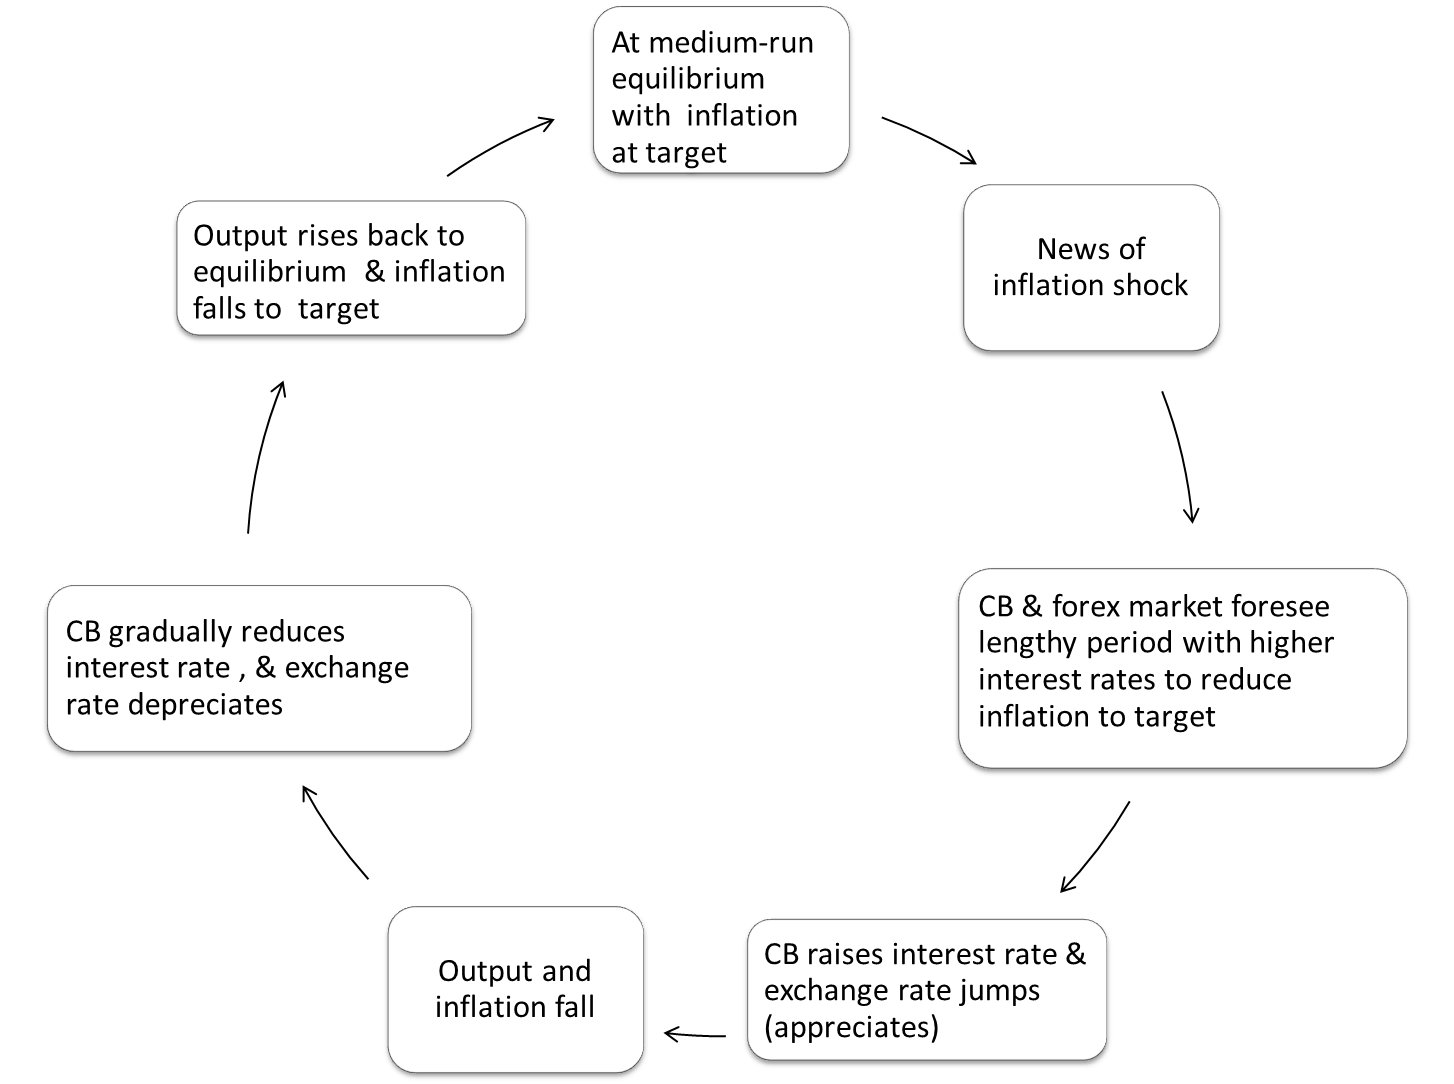 At medium-run
equilibrium
with inflation
at target
News of
inflation shock
CB & forex market foresee
lengthy period with higher
interest rates to reduce
inflation to target
CB raises interest rate &
exchange rate jumps
(appreciates)
Output and
inflation fall
CB gradually reduces
interest rate , & exchange
rate depreciates
Output rises back to
equilibrium & inflation
falls to target